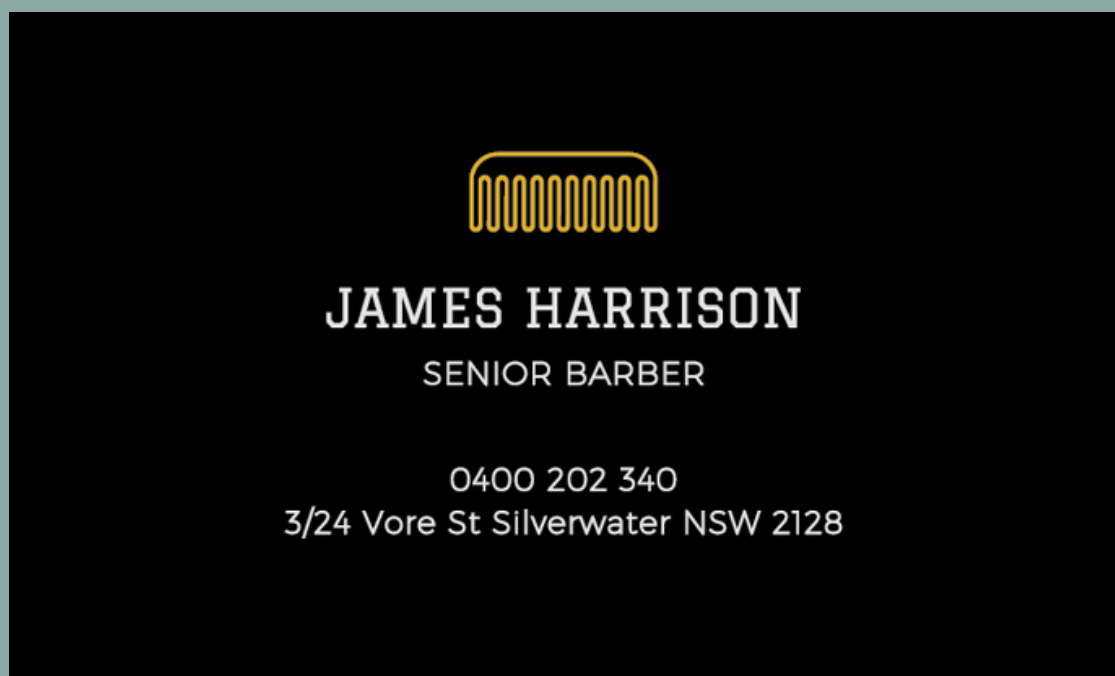 JAMES HARRISON
SENIOR BARBER
0400 202 340
3/24 Vore St Silverwater NSW 2128